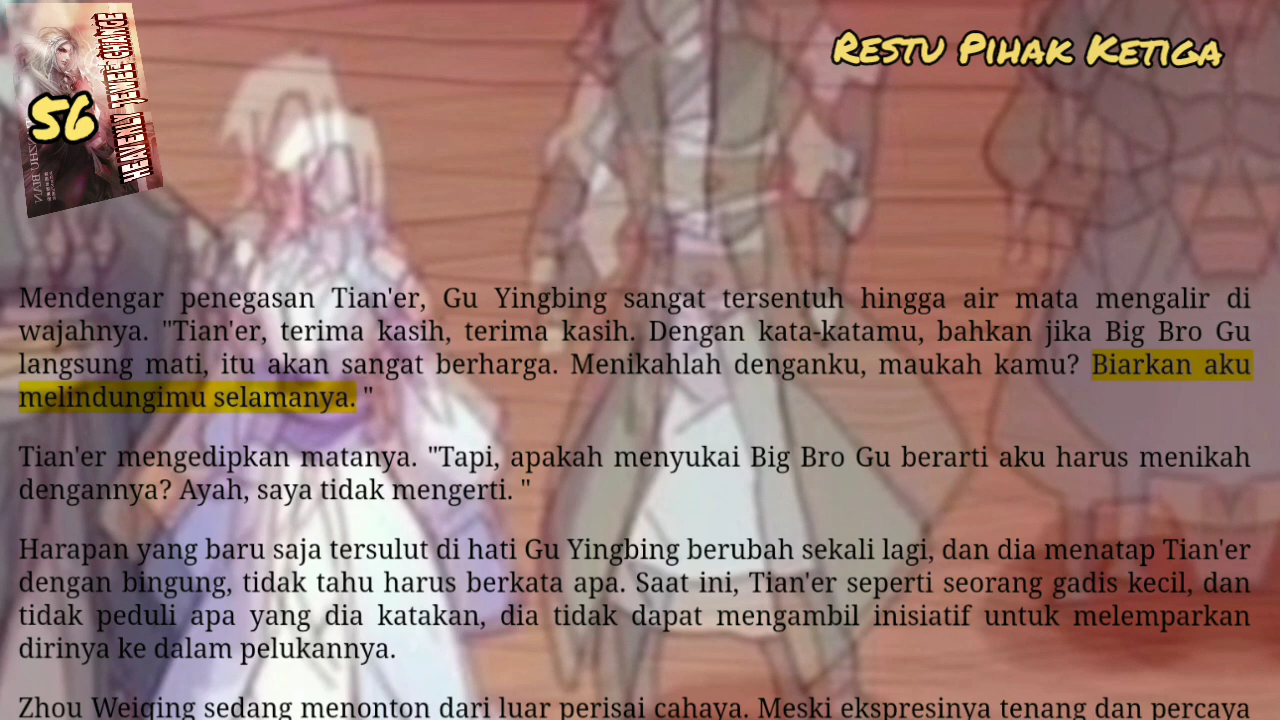 Restu Pihak Ketiga
56
HEAVENLY JEWEL CHANGE
Mendengar penegasan Tian'er, Gu Yingbing sangat tersentuh hingga air mata mengalir di
wajahnya. "Tian'er, terima kasih, terima kasih. Dengan kata-katamu, bahkan jika Big Bro Gu
langsung mati, itu akan sangat berharga. Menikahlah denganku, maukah kamu? Biarkan aku
melindungimu selamanya. "
Tian'er mengedipkan matanya. "Tapi, apakah menyukai Big Bro Gu berarti aku harus menikah
dengannya? Ayah, saya tidak mengerti. "
Harapan yang baru saja tersulut di hati Gu Yingbing berubah sekali lagi, dan dia menatap Tian'er
dengan bingung, tidak tahu harus berkata apa. Saat ini, Tian'er seperti seorang gadis kecil, dan
tidak peduli apa yang dia katakan, dia tidak dapat mengambil inisiatif untuk melemparkan
dirinya ke dalam pelukannya.
Zhou Weiqing sedang menonton dari luar perisai cahaya. Meski ekspresinya tenang dan percaya